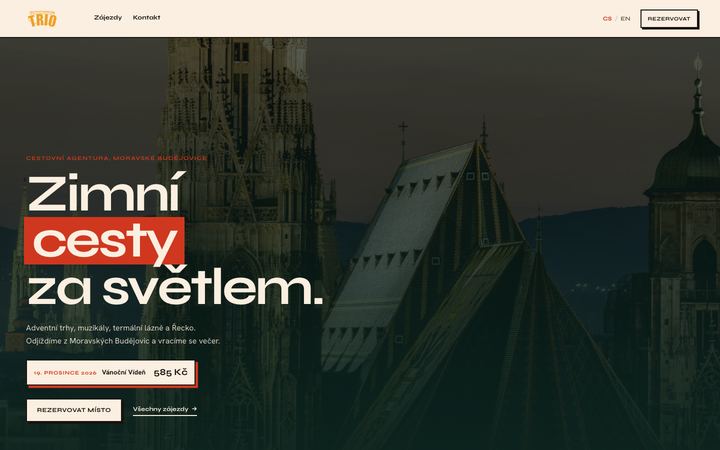 TRIO
Zájezdy
Kontakt
CS / EN
REZERVOVAT
CESTOVNÍ AGENTURA, MORAVSKÉ BUDĚJOVICE
Zimní
cesty
za světlem.
Adventní trhy, muzikály, termální lázně a Řecko.
Odjíždíme z Moravských Budějovic a vracíme se večer.
19. PROSINCE 2026 Vánoční Vídeň 585 Kč
REZERVOVAT MÍSTO
Všechny zájezdy →